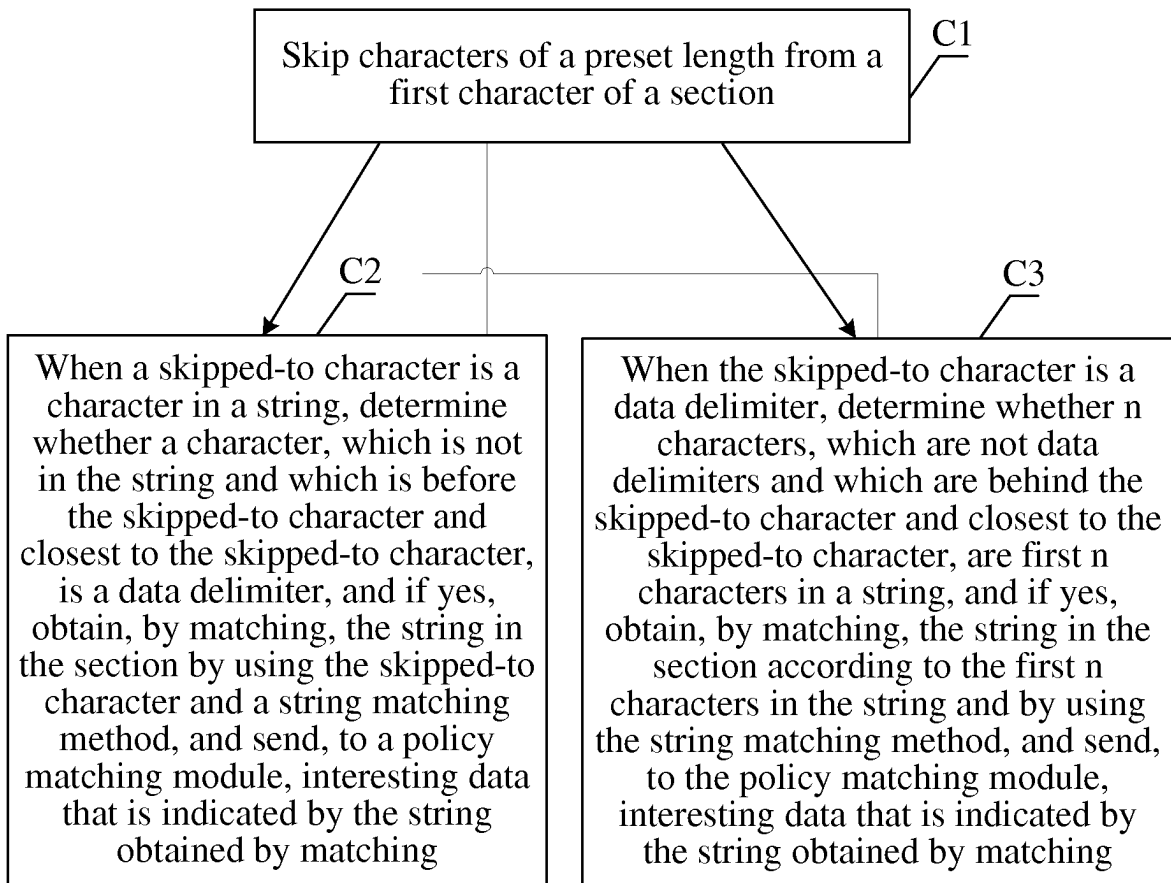 Skip characters of a preset length from a
first character of a section
C1
C2
When a skipped-to character is a
character in a string, determine
whether a character, which is not
in the string and which is before
the skipped-to character and
closest to the skipped-to character,
is a data delimiter, and if yes,
obtain, by matching, the string in
the section by using the skipped-to
character and a string matching
method, and send, to a policy
matching module, interesting data
that is indicated by the string
obtained by matching
C3
When the skipped-to character is a
data delimiter, determine whether n
characters, which are not data
delimiters and which are behind the
skipped-to character and closest to the
skipped-to character, are first n
characters in a string, and if yes,
obtain, by matching, the string in the
section according to the first n
characters in the string and by using
the string matching method, and send,
to the policy matching module,
interesting data that is indicated by
the string obtained by matching